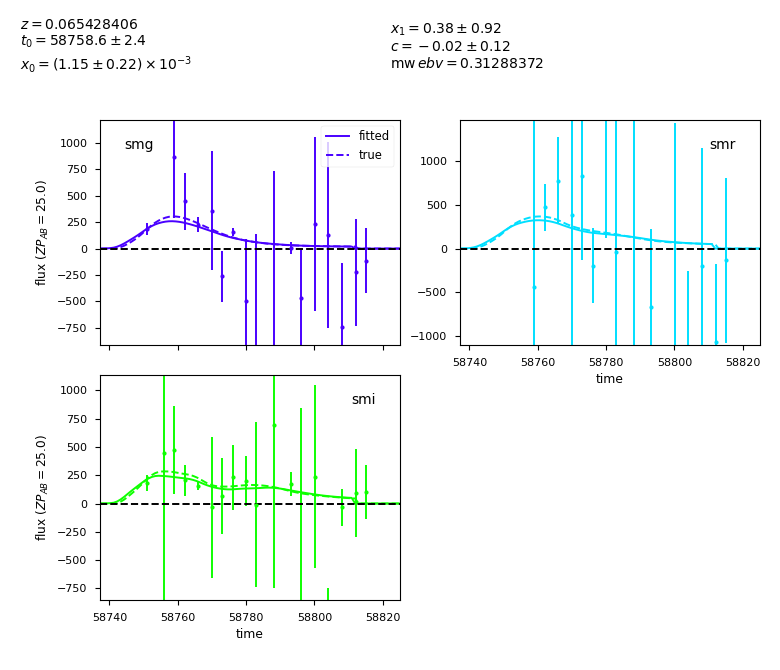 z = 0.065428406
t₀ = 58758.6 ± 2.4
x₀ = (1.15 ± 0.22) × 10⁻³
x₁ = 0.38 ± 0.92
c = −0.02 ± 0.12
mw ebv = 0.31288372
smg
fitted
true
1000
750
500
250
0
−250
−500
−750
flux (ZP_AB = 25.0)
smr
1000
500
0
−500
−1000
58740 58760 58780 58800 58820
time
smi
1000
750
500
250
0
−250
−500
−750
flux (ZP_AB = 25.0)
58740 58760 58780 58800 58820
time